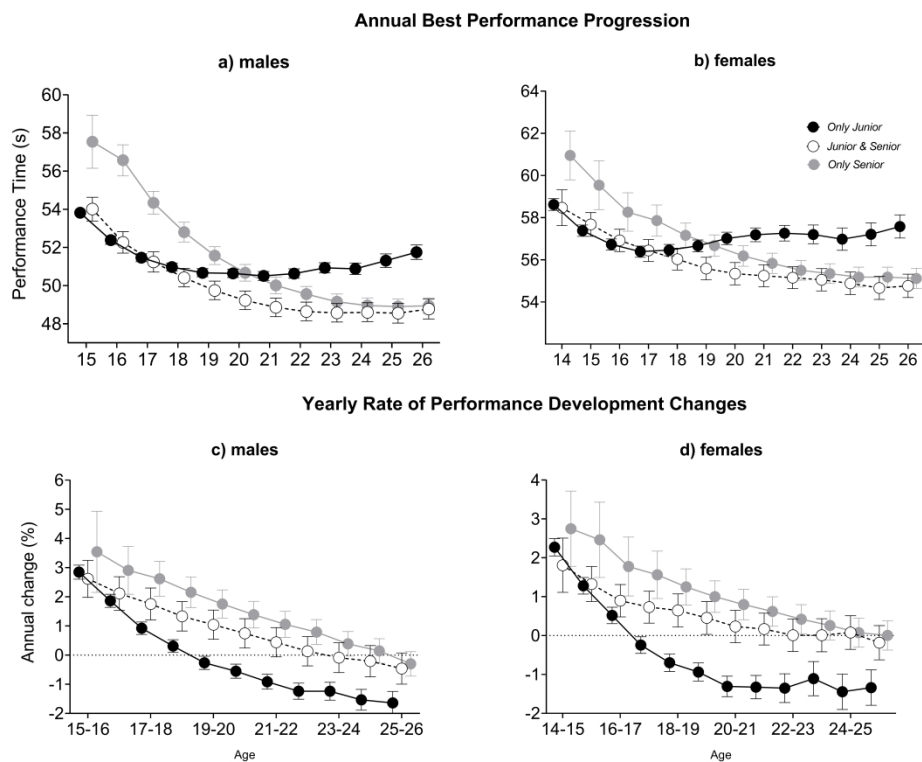 Annual Best Performance Progression
a) males
Performance Time (s)
60
58
56
54
52
50
48
15 16 17 18 19 20 21 22 23 24 25 26
b) females
64
62
60
58
56
54
14 15 16 17 18 19 20 21 22 23 24 25 26
Only Junior
Junior & Senior
Only Senior
Yearly Rate of Performance Development Changes
c) males
Annual change (%)
6
5
4
3
2
1
0
-1
-2
15-16 17-18 19-20 21-22 23-24 25-26
Age
d) females
4
3
2
1
0
-1
-2
14-15 16-17 18-19 20-21 22-23 24-25
Age